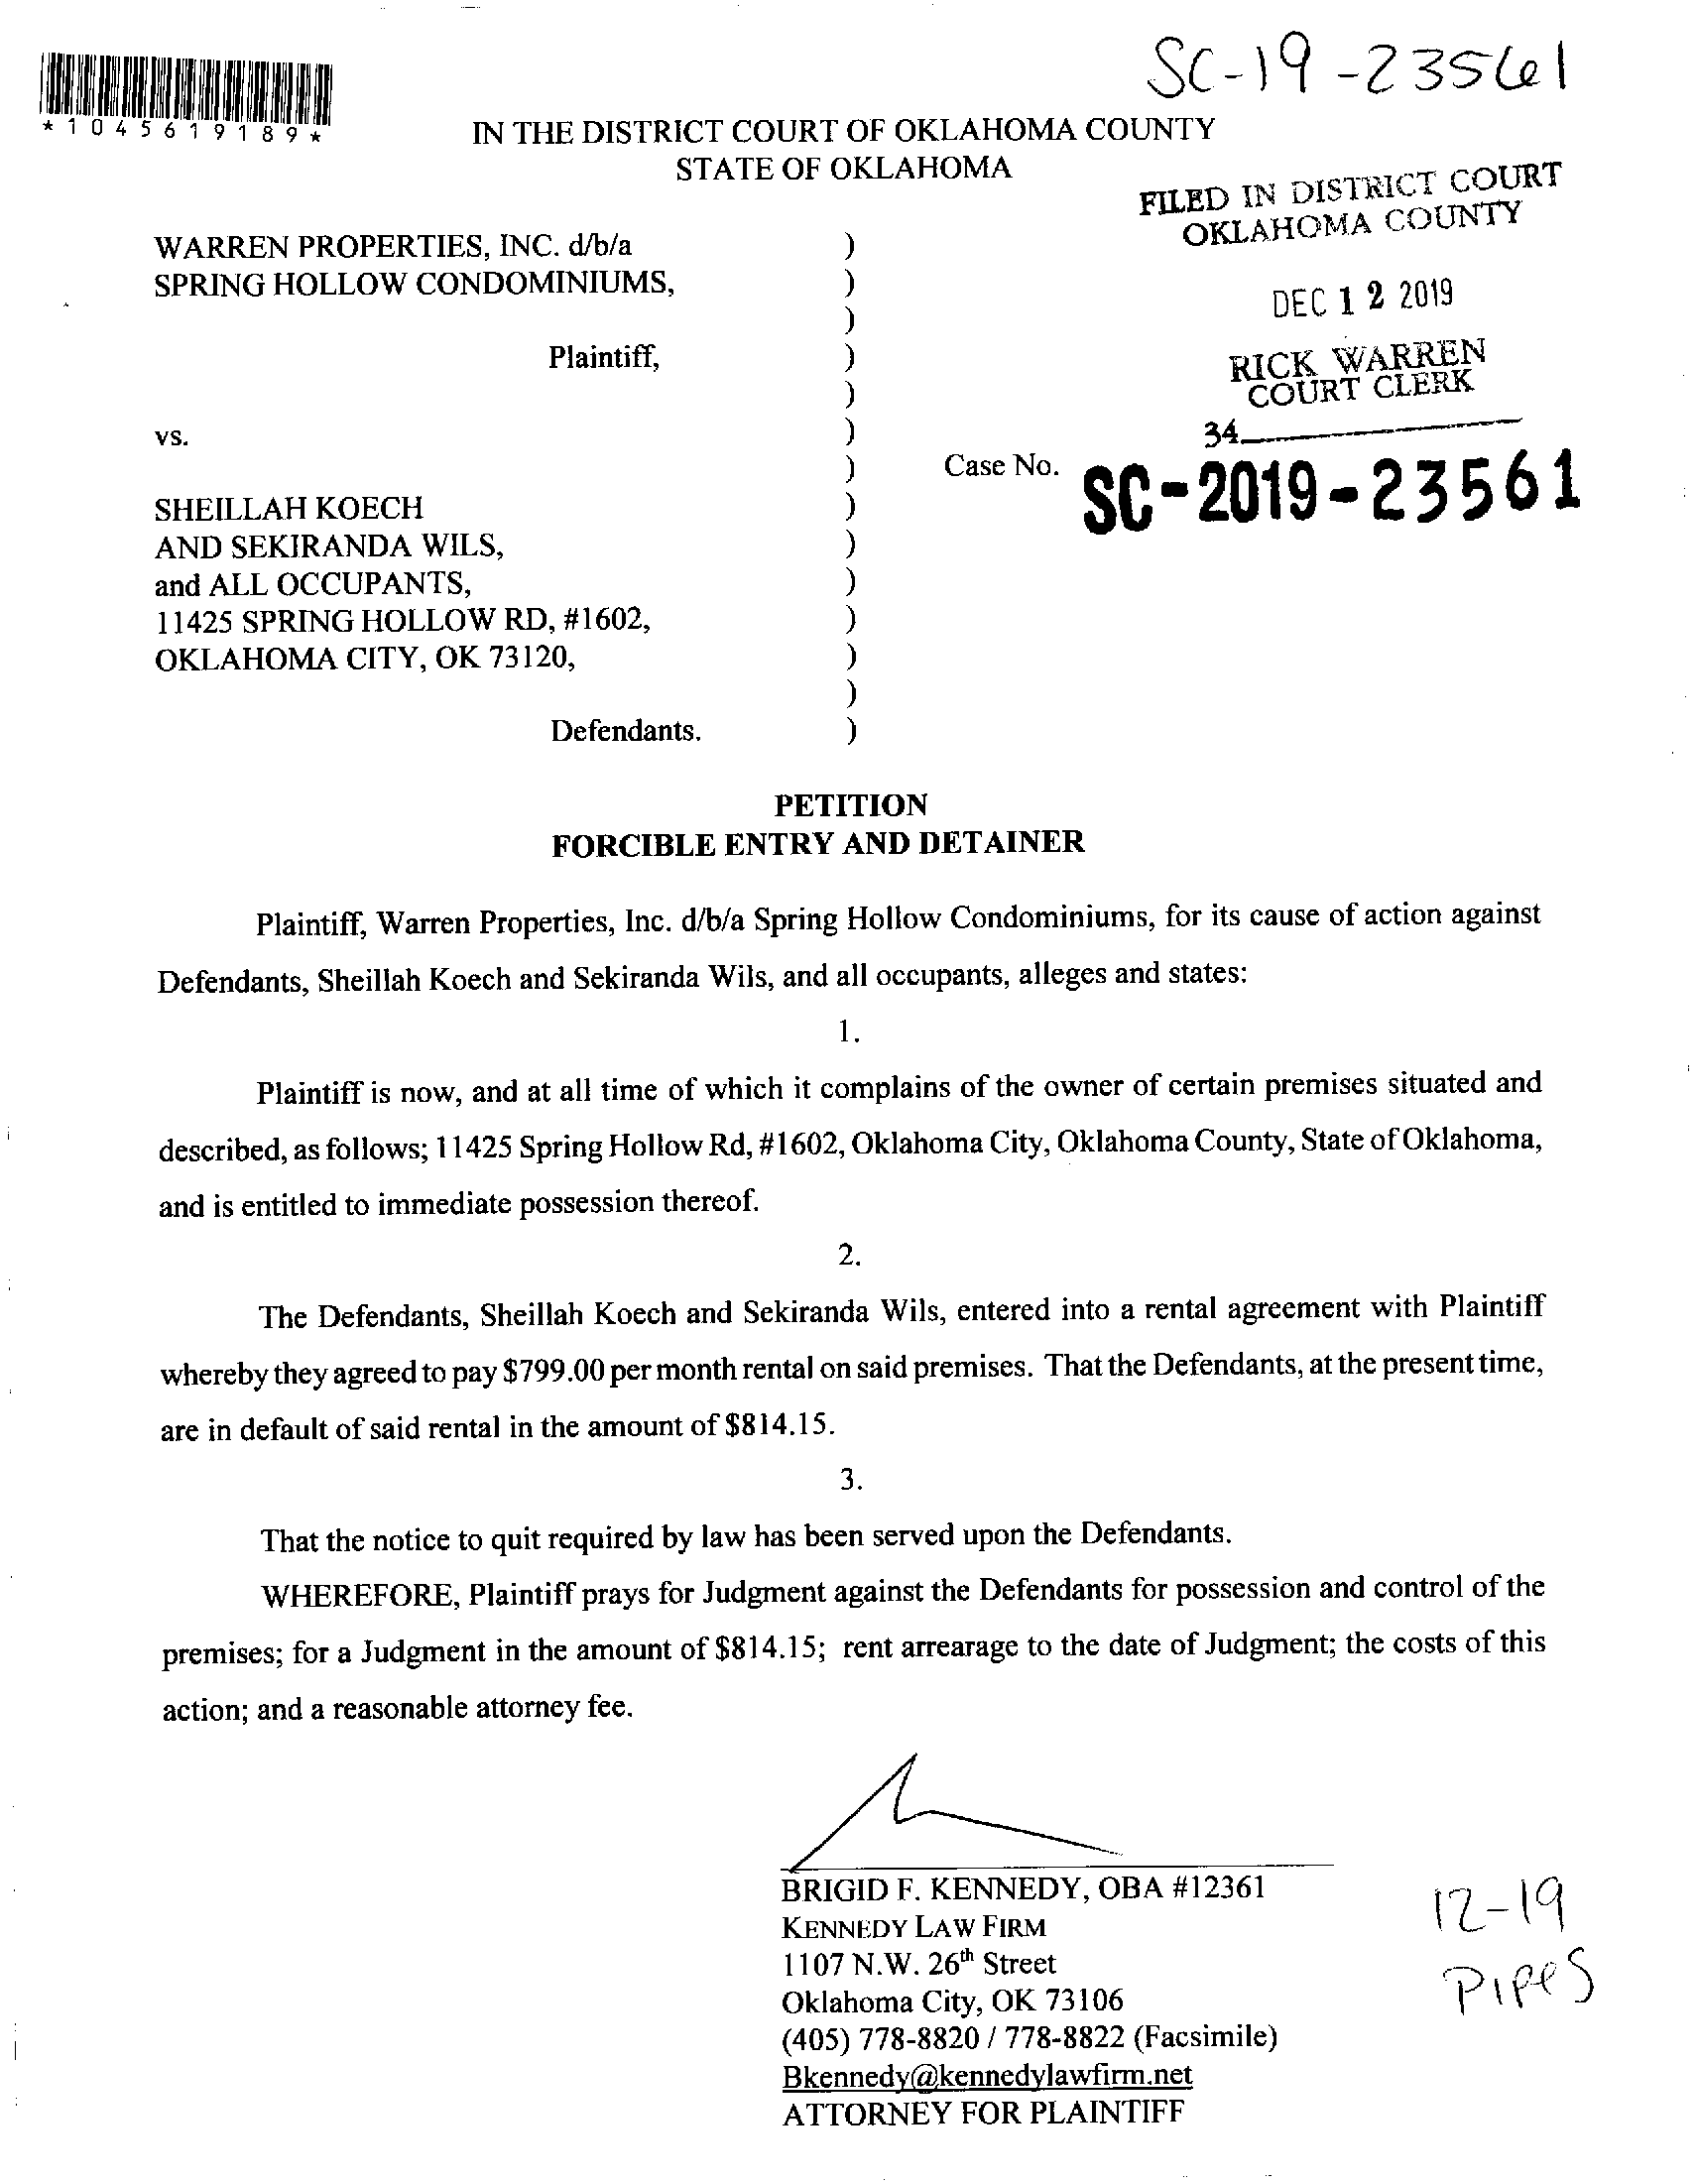 SC-19-23561
*1045619189*
IN THE DISTRICT COURT OF OKLAHOMA COUNTY
STATE OF OKLAHOMA
FILED IN DISTRICT COURT
OKLAHOMA COUNTY
DEC 12 2019
RICK WARREN
COURT CLERK
34
WARREN PROPERTIES, INC. d/b/a )
SPRING HOLLOW CONDOMINIUMS, )
)
Plaintiff, )
)
vs. )
) Case No. SC-2019-23561
SHEILLAH KOECH )
AND SEKIRANDA WILS, )
and ALL OCCUPANTS, )
11425 SPRING HOLLOW RD, #1602, )
OKLAHOMA CITY, OK 73120, )
)
Defendants. )
PETITION
FORCIBLE ENTRY AND DETAINER
Plaintiff, Warren Properties, Inc. d/b/a Spring Hollow Condominiums, for its cause of action against
Defendants, Sheillah Koech and Sekiranda Wils, and all occupants, alleges and states:
1.
Plaintiff is now, and at all time of which it complains of the owner of certain premises situated and
described, as follows; 11425 Spring Hollow Rd, #1602, Oklahoma City, Oklahoma County, State of Oklahoma,
and is entitled to immediate possession thereof.
2.
The Defendants, Sheillah Koech and Sekiranda Wils, entered into a rental agreement with Plaintiff
whereby they agreed to pay $799.00 per month rental on said premises. That the Defendants, at the present time,
are in default of said rental in the amount of $814.15.
3.
That the notice to quit required by law has been served upon the Defendants.
WHEREFORE, Plaintiff prays for Judgment against the Defendants for possession and control of the
premises; for a Judgment in the amount of $814.15; rent arrearage to the date of Judgment; the costs of this
action; and a reasonable attorney fee.
BRIGID F. KENNEDY, OBA #12361
KENNEDY LAW FIRM
1107 N.W. 26th Street
Oklahoma City, OK 73106
(405) 778-8820 / 778-8822 (Facsimile)
Bkennedy@kennedylawfirm.net
ATTORNEY FOR PLAINTIFF
12-19
Pipes